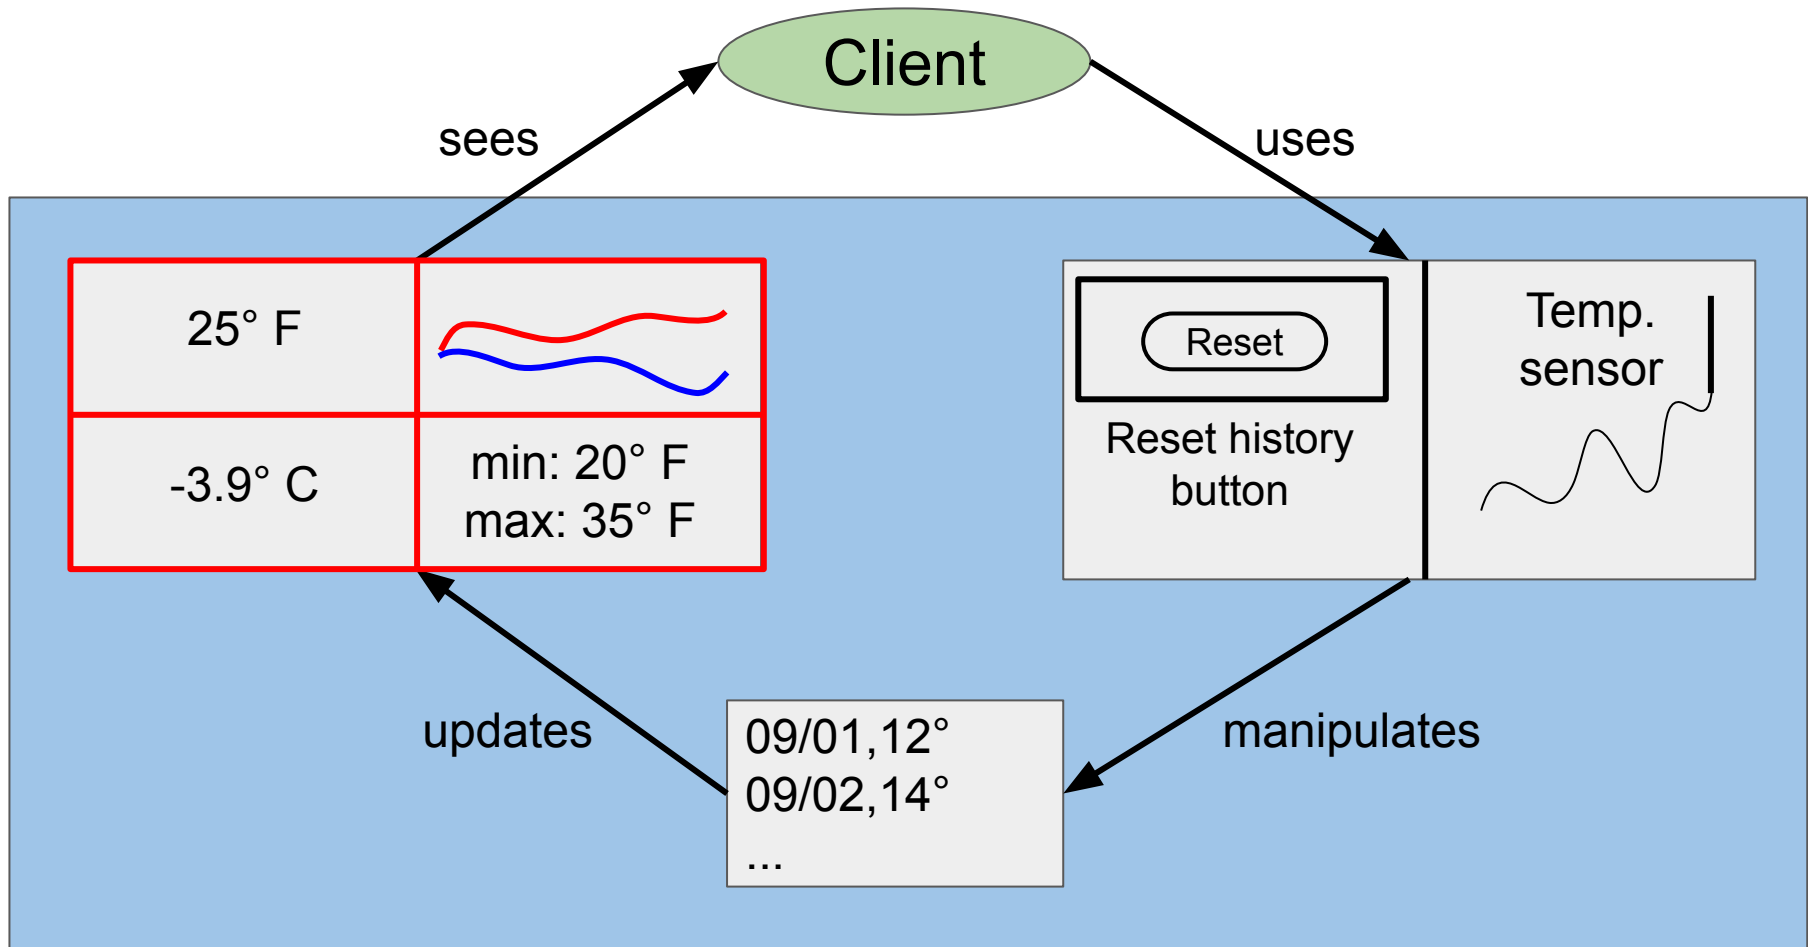 Client
sees
uses
25° F
-3.9° C
min: 20° F
max: 35° F
Reset
Reset history
button
Temp.
sensor
updates
manipulates
09/01,12°
09/02,14°
...